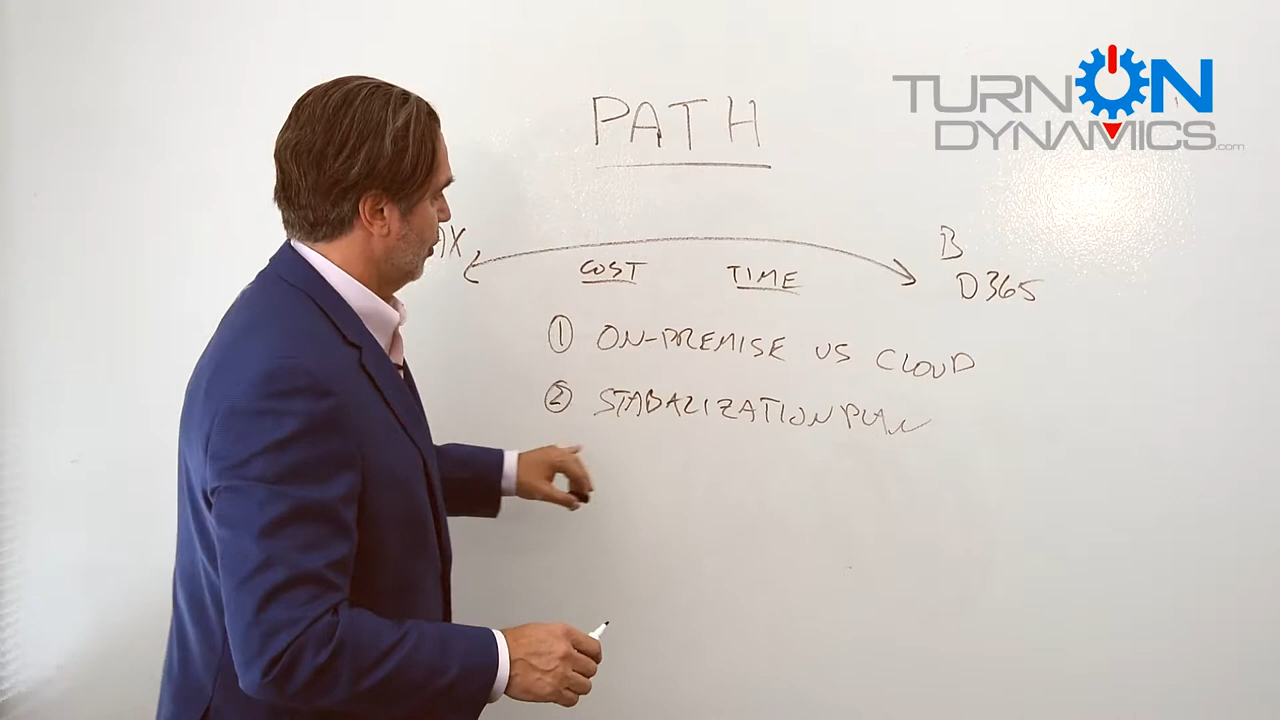 TURNON
DYNAMICS.com
PATH
AX
B
D365
COST TIME
① ON-PREMISE VS CLOUD
② STABALIZATION PLAN